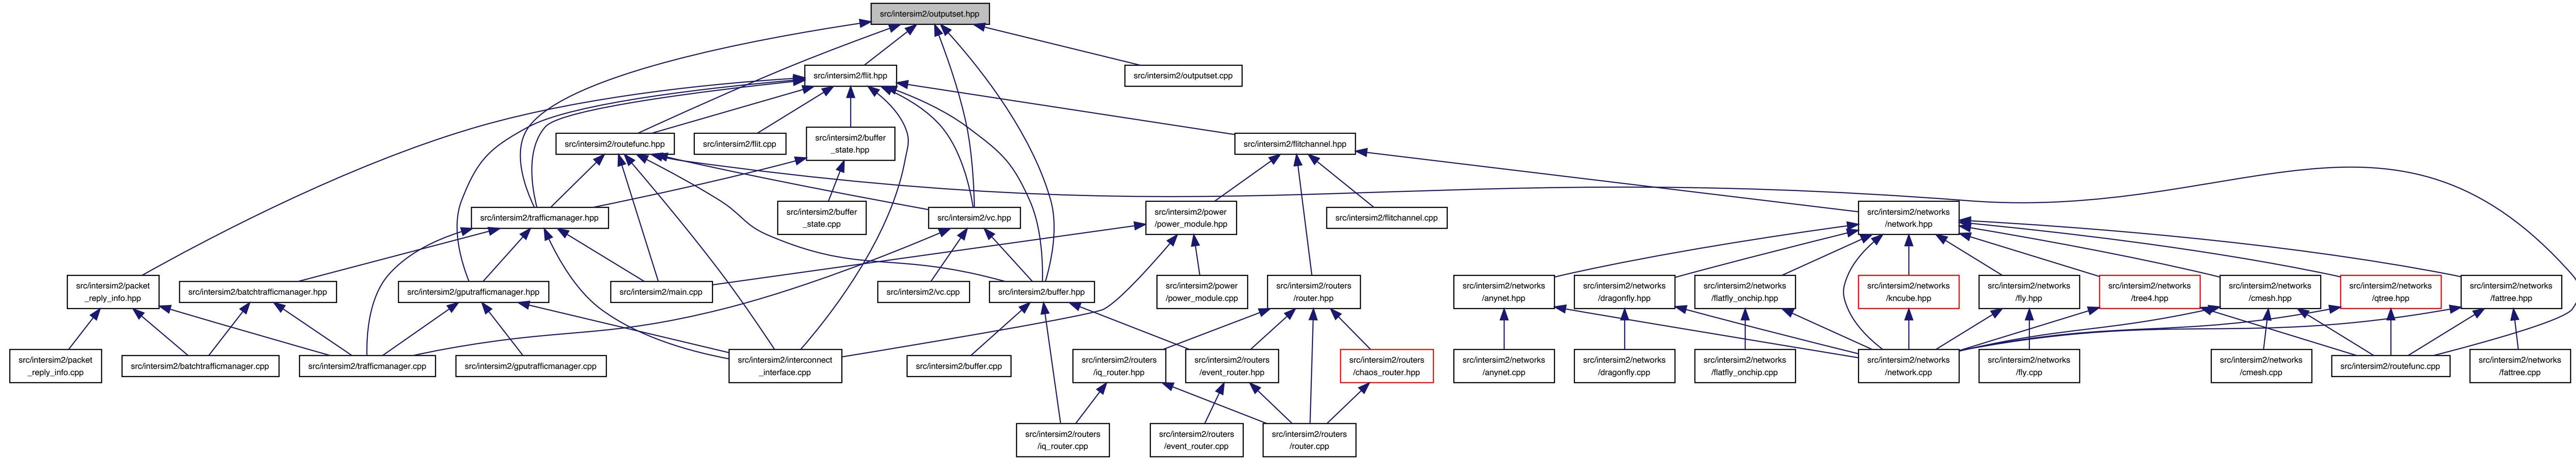 src/intersim2/outputset.hpp
src/intersim2/flit.hpp
src/intersim2/outputset.cpp
src/intersim2/routefunc.hpp
src/intersim2/flit.cpp
src/intersim2/buffer
_state.hpp
src/intersim2/flitchannel.hpp
src/intersim2/trafficmanager.hpp
src/intersim2/buffer
_state.cpp
src/intersim2/vc.hpp
src/intersim2/power
/power_module.hpp
src/intersim2/flitchannel.cpp
src/intersim2/networks
/network.hpp
src/intersim2/packet
_reply_info.hpp
src/intersim2/batchtrafficmanager.hpp
src/intersim2/gputrafficmanager.hpp
src/intersim2/main.cpp
src/intersim2/vc.cpp
src/intersim2/buffer.hpp
src/intersim2/power
/power_module.cpp
src/intersim2/routers
/router.hpp
src/intersim2/networks
/anynet.hpp
src/intersim2/networks
/dragonfly.hpp
src/intersim2/networks
/flatfly_onchip.hpp
src/intersim2/networks
/kncube.hpp
src/intersim2/networks
/fly.hpp
src/intersim2/networks
/tree4.hpp
src/intersim2/networks
/cmesh.hpp
src/intersim2/networks
/qtree.hpp
src/intersim2/networks
/fattree.hpp
src/intersim2/packet
_reply_info.cpp
src/intersim2/batchtrafficmanager.cpp
src/intersim2/trafficmanager.cpp
src/intersim2/gputrafficmanager.cpp
src/intersim2/interconnect
_interface.cpp
src/intersim2/buffer.cpp
src/intersim2/routers
/iq_router.hpp
src/intersim2/routers
/event_router.hpp
src/intersim2/routers
/chaos_router.hpp
src/intersim2/networks
/anynet.cpp
src/intersim2/networks
/dragonfly.cpp
src/intersim2/networks
/flatfly_onchip.cpp
src/intersim2/networks
/network.cpp
src/intersim2/networks
/fly.cpp
src/intersim2/networks
/cmesh.cpp
src/intersim2/routefunc.cpp
src/intersim2/networks
/fattree.cpp
src/intersim2/routers
/iq_router.cpp
src/intersim2/routers
/event_router.cpp
src/intersim2/routers
/router.cpp